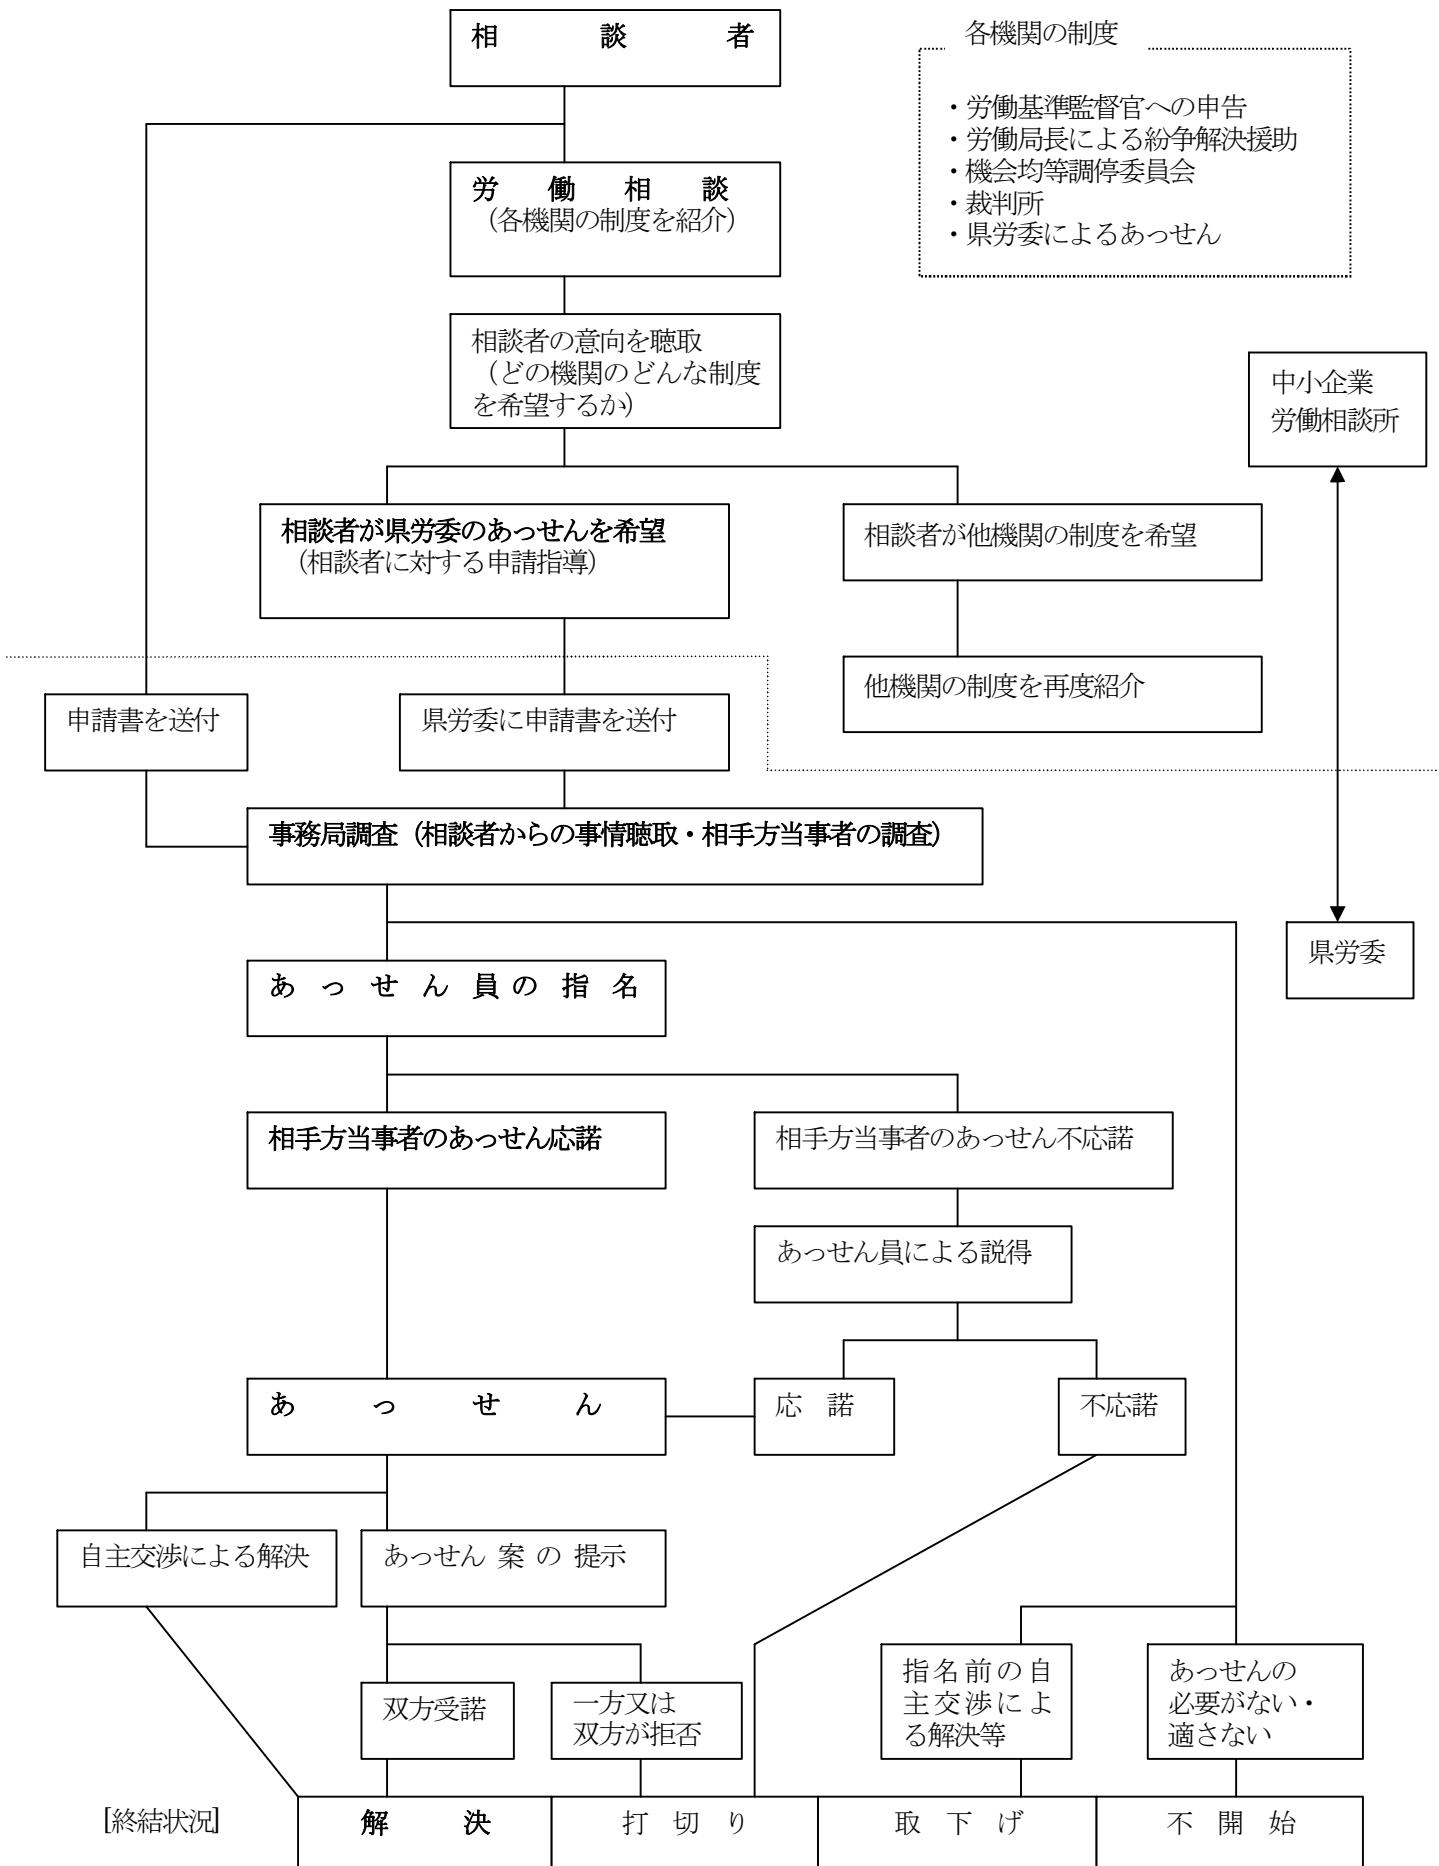 相　談　者
各機関の制度
・労働基準監督官への申告
・労働局長による紛争解決援助
・機会均等調停委員会
・裁判所
・県労委によるあっせん
労　働　相　談
（各機関の制度を紹介）
相談者の意向を聴取
（どの機関のどんな制度
を希望するか）
中小企業
労働相談所
相談者が県労委のあっせんを希望
（相談者に対する申請指導）
相談者が他機関の制度を希望
他機関の制度を再度紹介
申請書を送付
県労委に申請書を送付
事務局調査（相談者からの事情聴取・相手方当事者の調査）
県労委
あ っ せ ん 員 の 指 名
相手方当事者のあっせん応諾
相手方当事者のあっせん不応諾
あっせん員による説得
あ　っ　せ　ん
応　諾
不応諾
自主交渉による解決
あっせん 案 の 提示
双方受諾
一方又は
双方が拒否
指名前の自
主交渉によ
る解決等
あっせんの
必要がない・
適さない
[終結状況]
解　決
打 切 り
取 下 げ
不 開 始